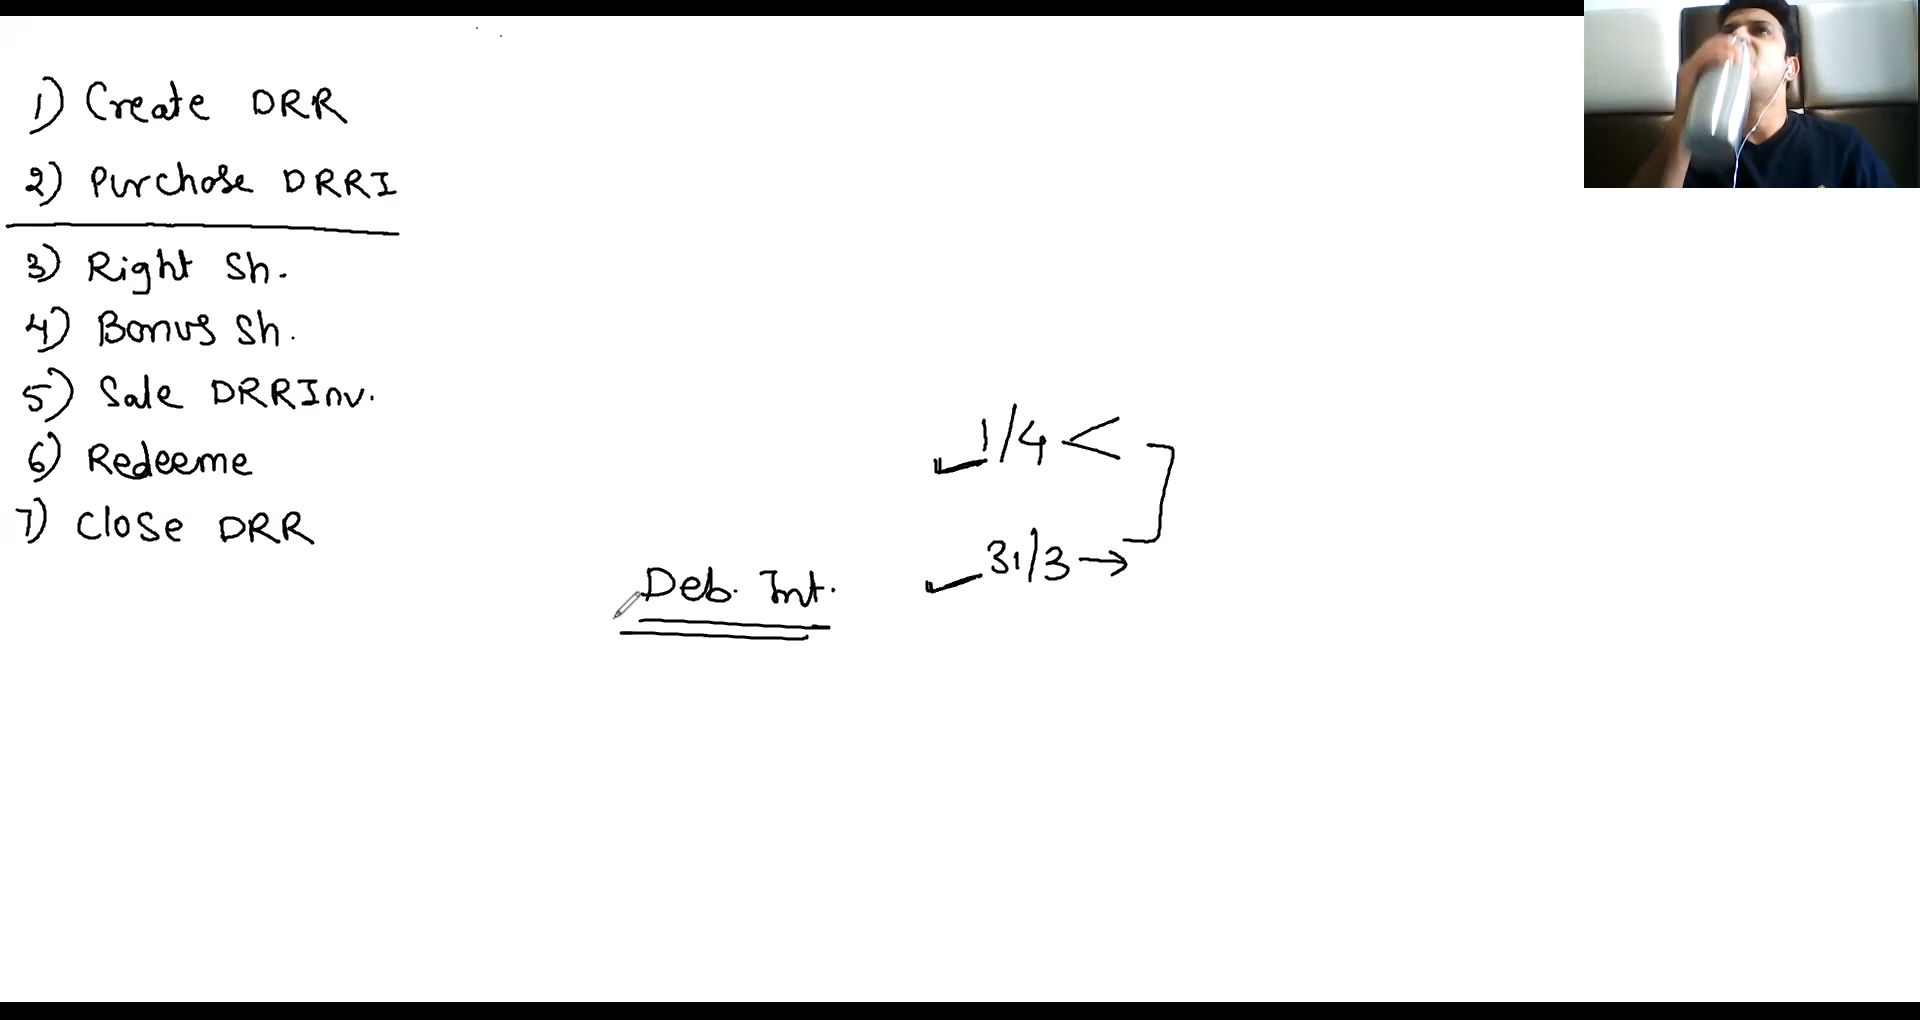 1) Create DRR
2) Purchase DRRI
3) Right Sh.
4) Bonus Sh.
5) Sale DRRInv.
6) Redeeme
7) Close DRR
1/4 <
31/3 →
Deb. Int.